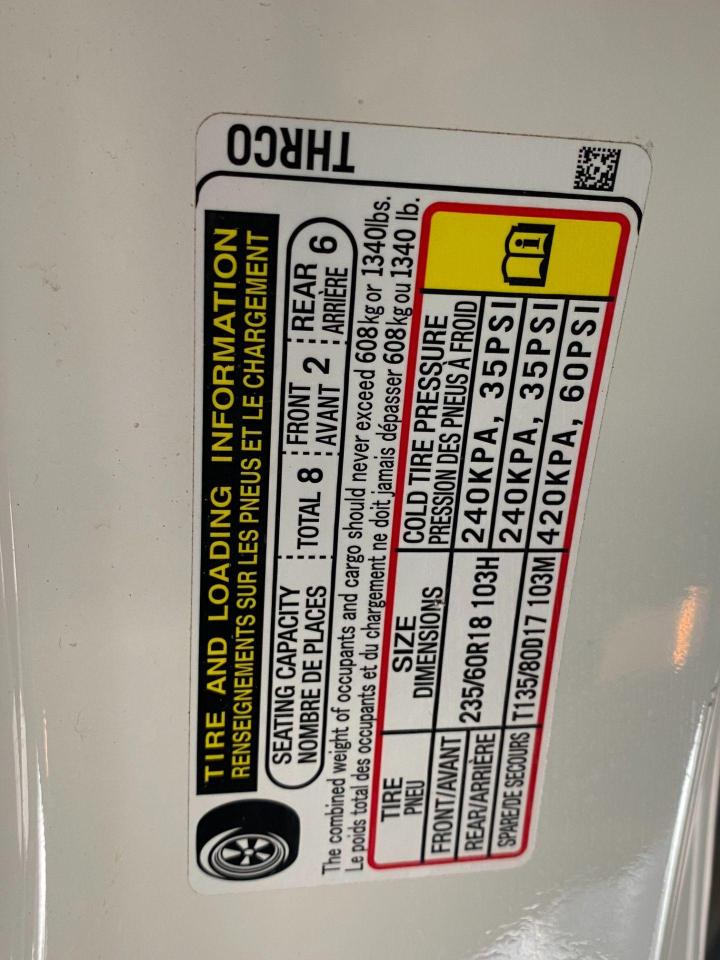 THRCO
TIRE AND LOADING INFORMATION
RENSEIGNEMENTS SUR LES PNEUS ET LE CHARGEMENT
SEATING CAPACITY
NOMBRE DE PLACES
TOTAL 8
FRONT
AVANT 2
REAR
ARRIÈRE 6
The combined weight of occupants and cargo should never exceed 608kg or 1340lbs.
Le poids total des occupants et du chargement ne doit jamais dépasser 608kg ou 1340 lb.
TIRE
PNEU
SIZE
DIMENSIONS
COLD TIRE PRESSURE
PRESSION DES PNEUS À FROID
FRONT/AVANT
235/60R18 103H
240KPA, 35PSI
REAR/ARRIÈRE
240KPA, 35PSI
SPARE/DE SECOURS
T135/80D17 103M
420KPA, 60PSI